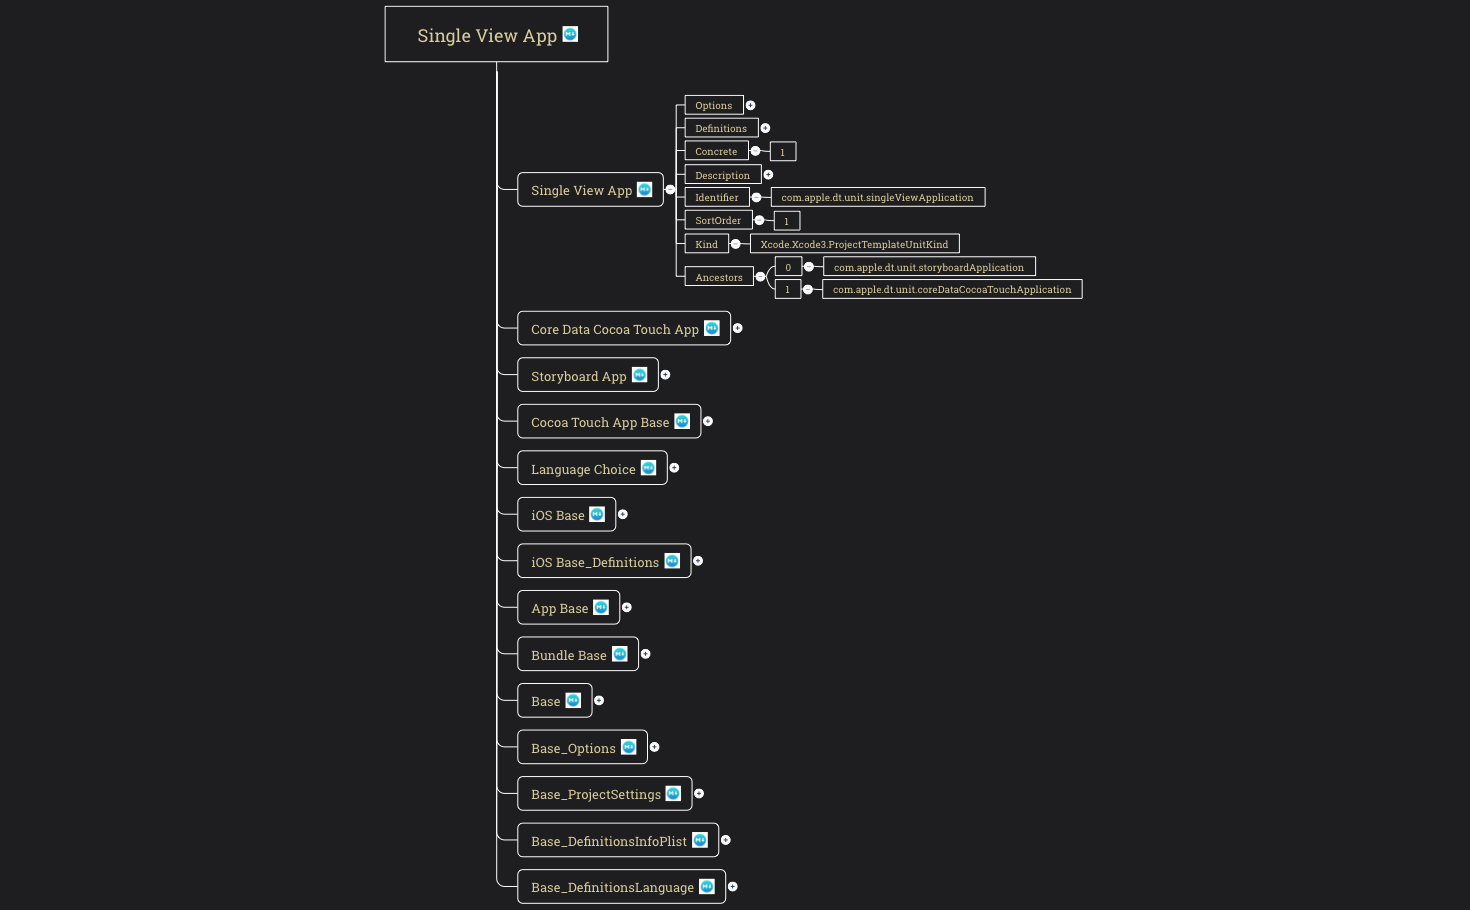 Single View App
Options
Definitions
Concrete 1
Description
Single View App
Identifier com.apple.dt.unit.singleViewApplication
SortOrder 1
Kind Xcode.Xcode3.ProjectTemplateUnitKind
Ancestors
0 com.apple.dt.unit.storyboardApplication
1 com.apple.dt.unit.coreDataCocoaTouchApplication
Core Data Cocoa Touch App
Storyboard App
Cocoa Touch App Base
Language Choice
iOS Base
iOS Base_Definitions
App Base
Bundle Base
Base
Base_Options
Base_ProjectSettings
Base_DefinitionsInfoPlist
Base_DefinitionsLanguage